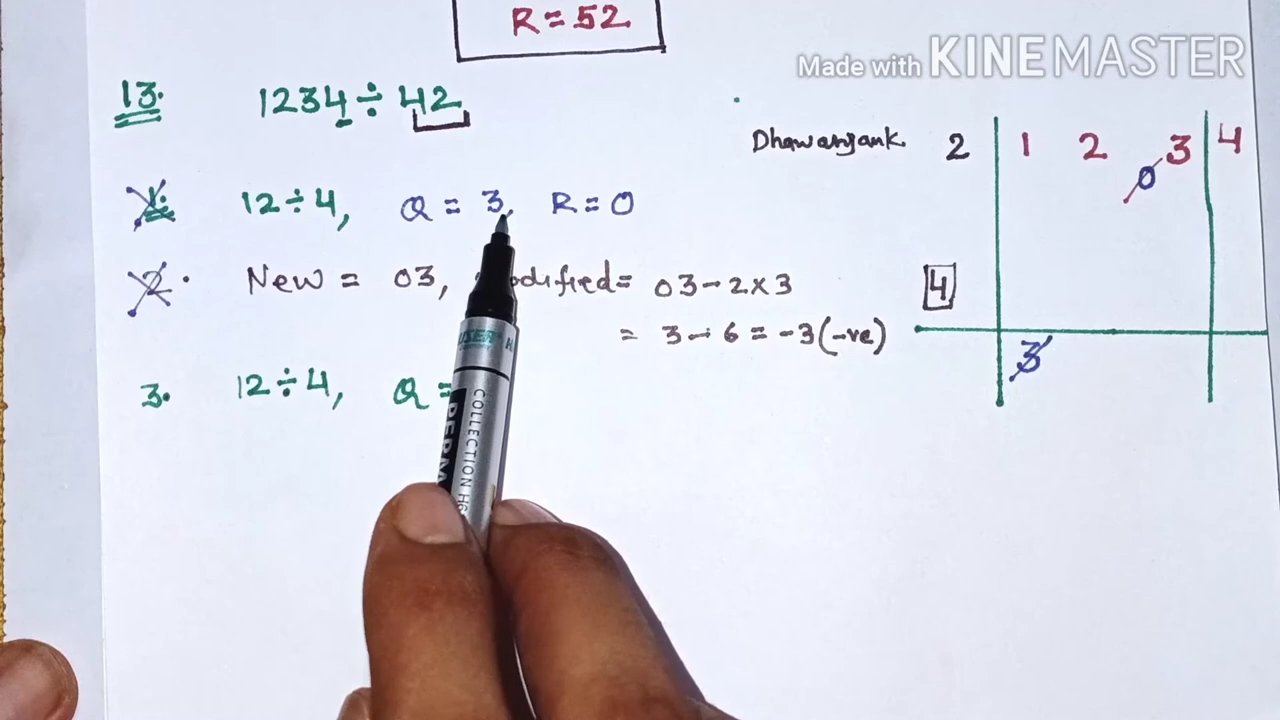 R = 52
Made with KINEMASTER
13. 1234 ÷ 42
Dhawanjank. 2 1 2 3 4
0
1. 12 ÷ 4, Q = 3, R = 0
2. New = 03, = 03 - 2 x 3
= 3 - 6 = -3 (-ve)
4
3
3. 12 ÷ 4, Q =
COLLECTION